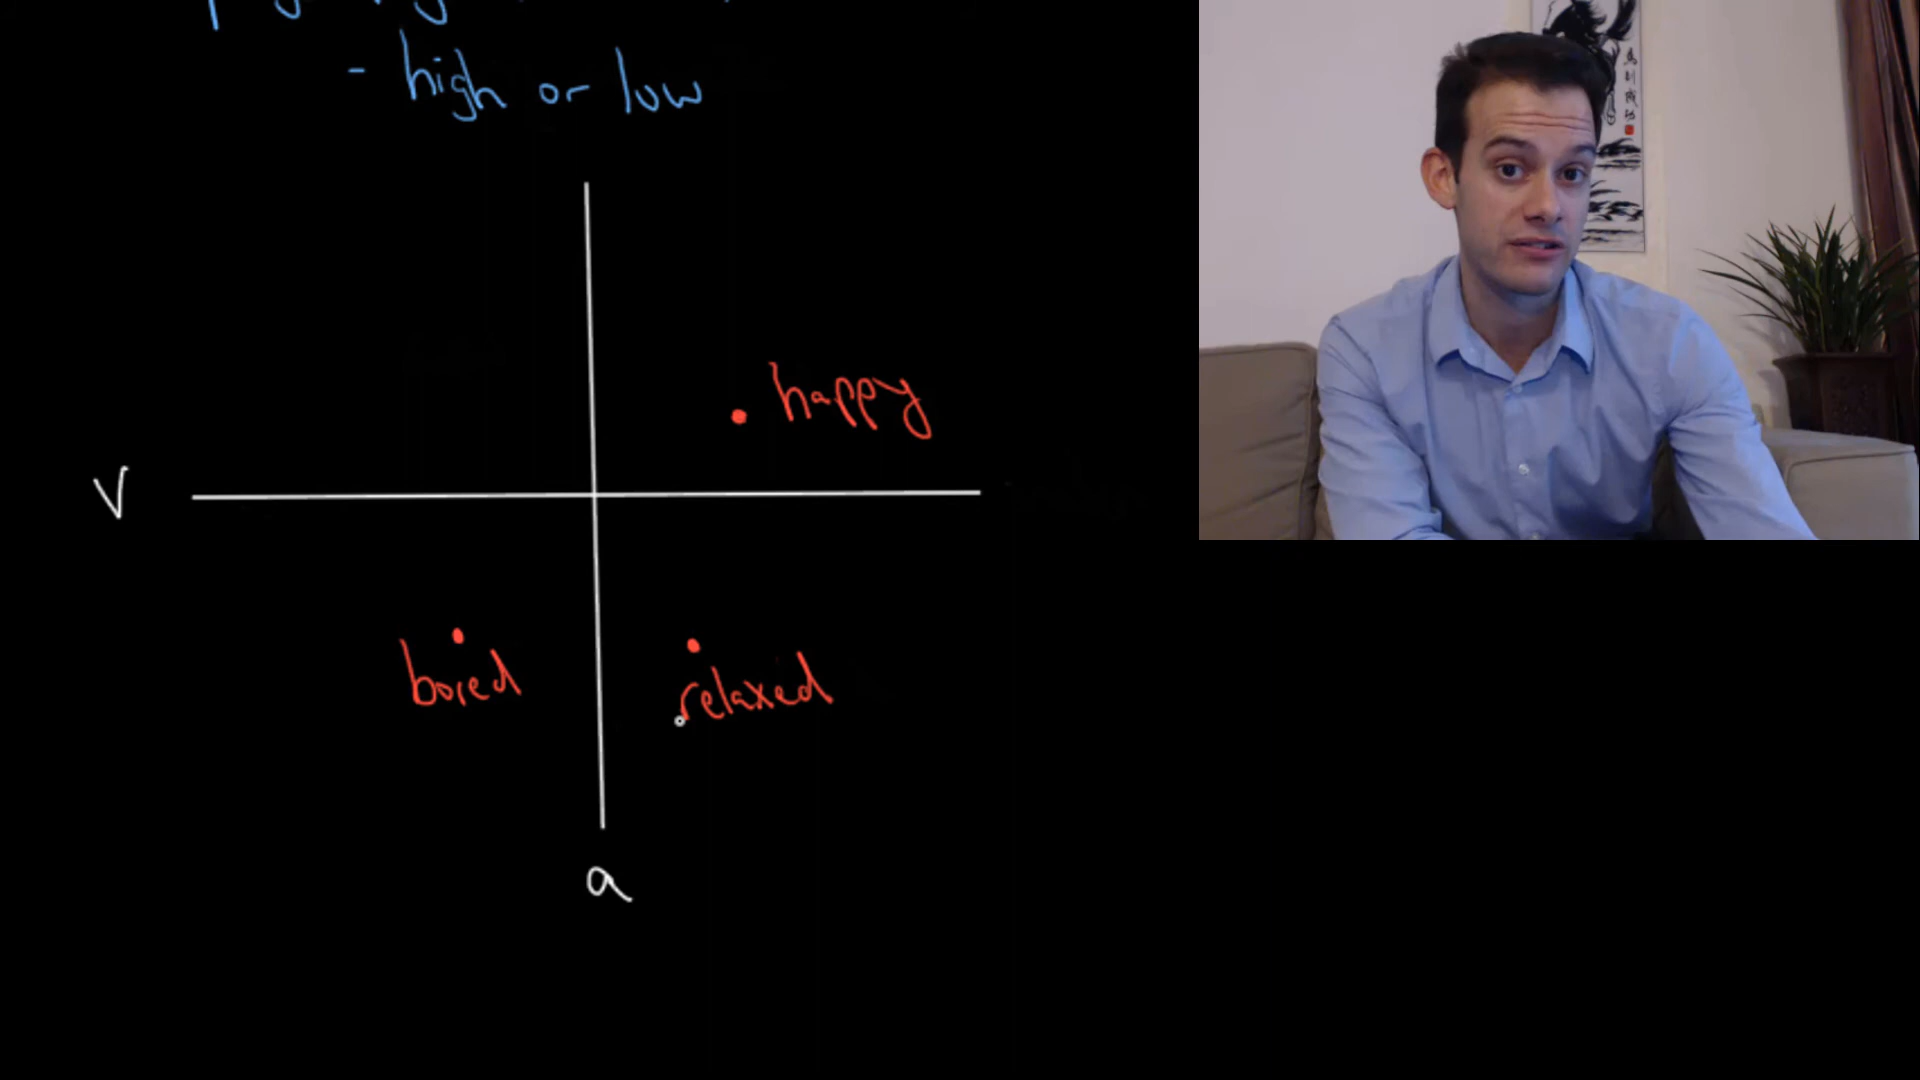 - high or low
happy
V
bored
relaxed
a